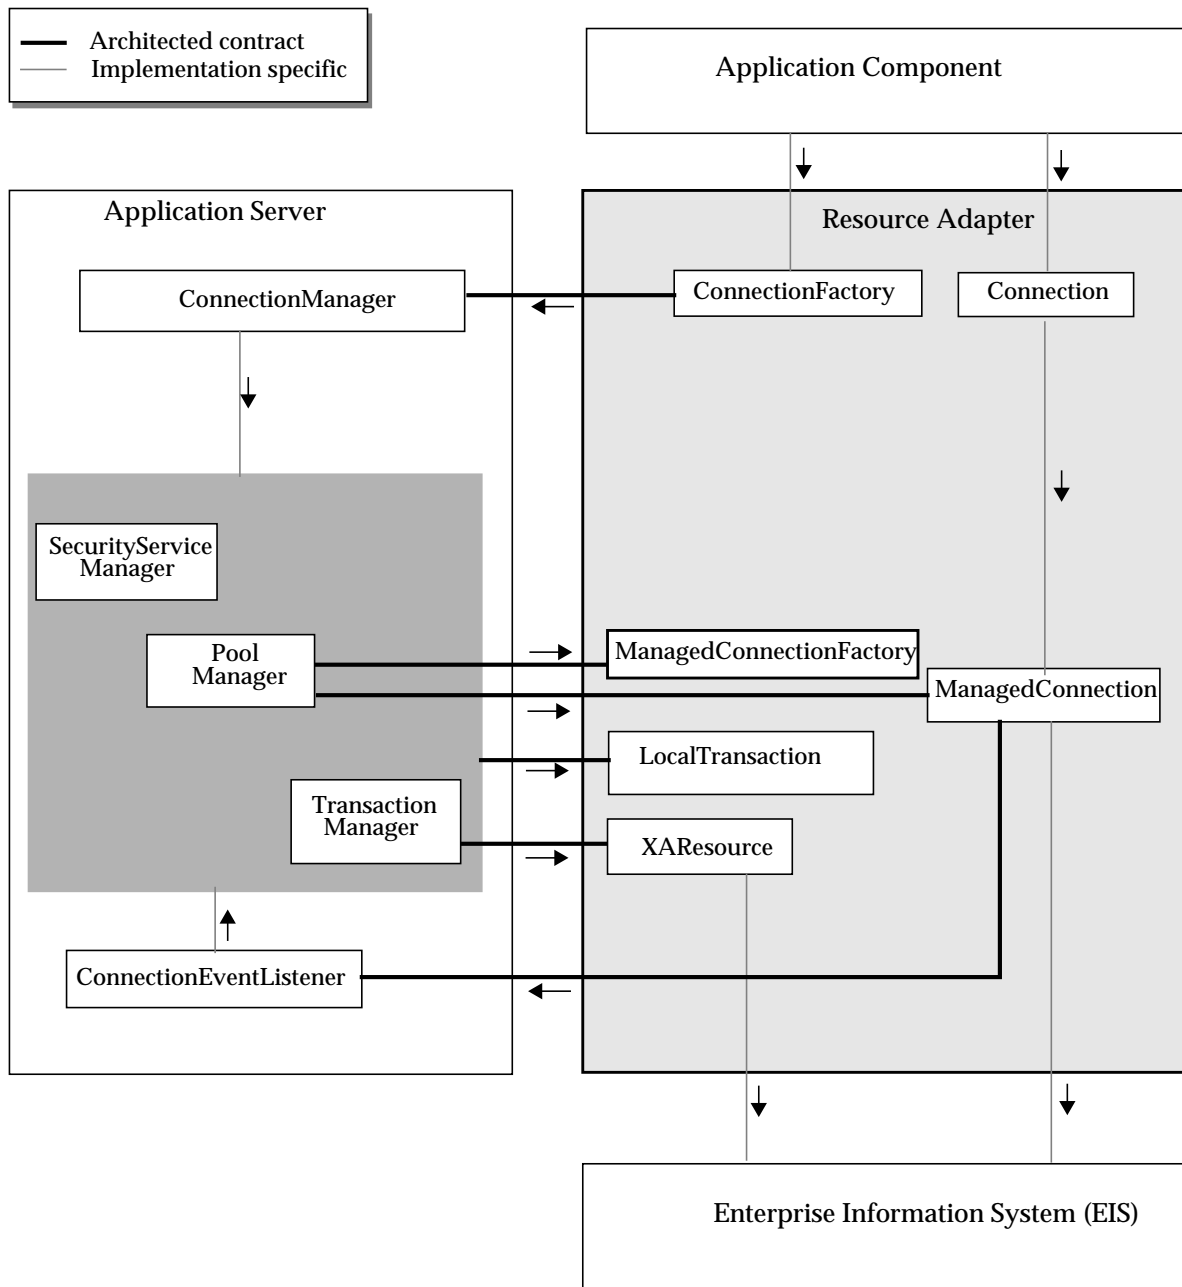 Architected contract
Implementation specific
Application Component
Application Server
Resource Adapter
ConnectionManager
ConnectionFactory
Connection
SecurityService
Manager
Pool
Manager
ManagedConnectionFactory
ManagedConnection
LocalTransaction
Transaction
Manager
XAResource
ConnectionEventListener
Enterprise Information System (EIS)